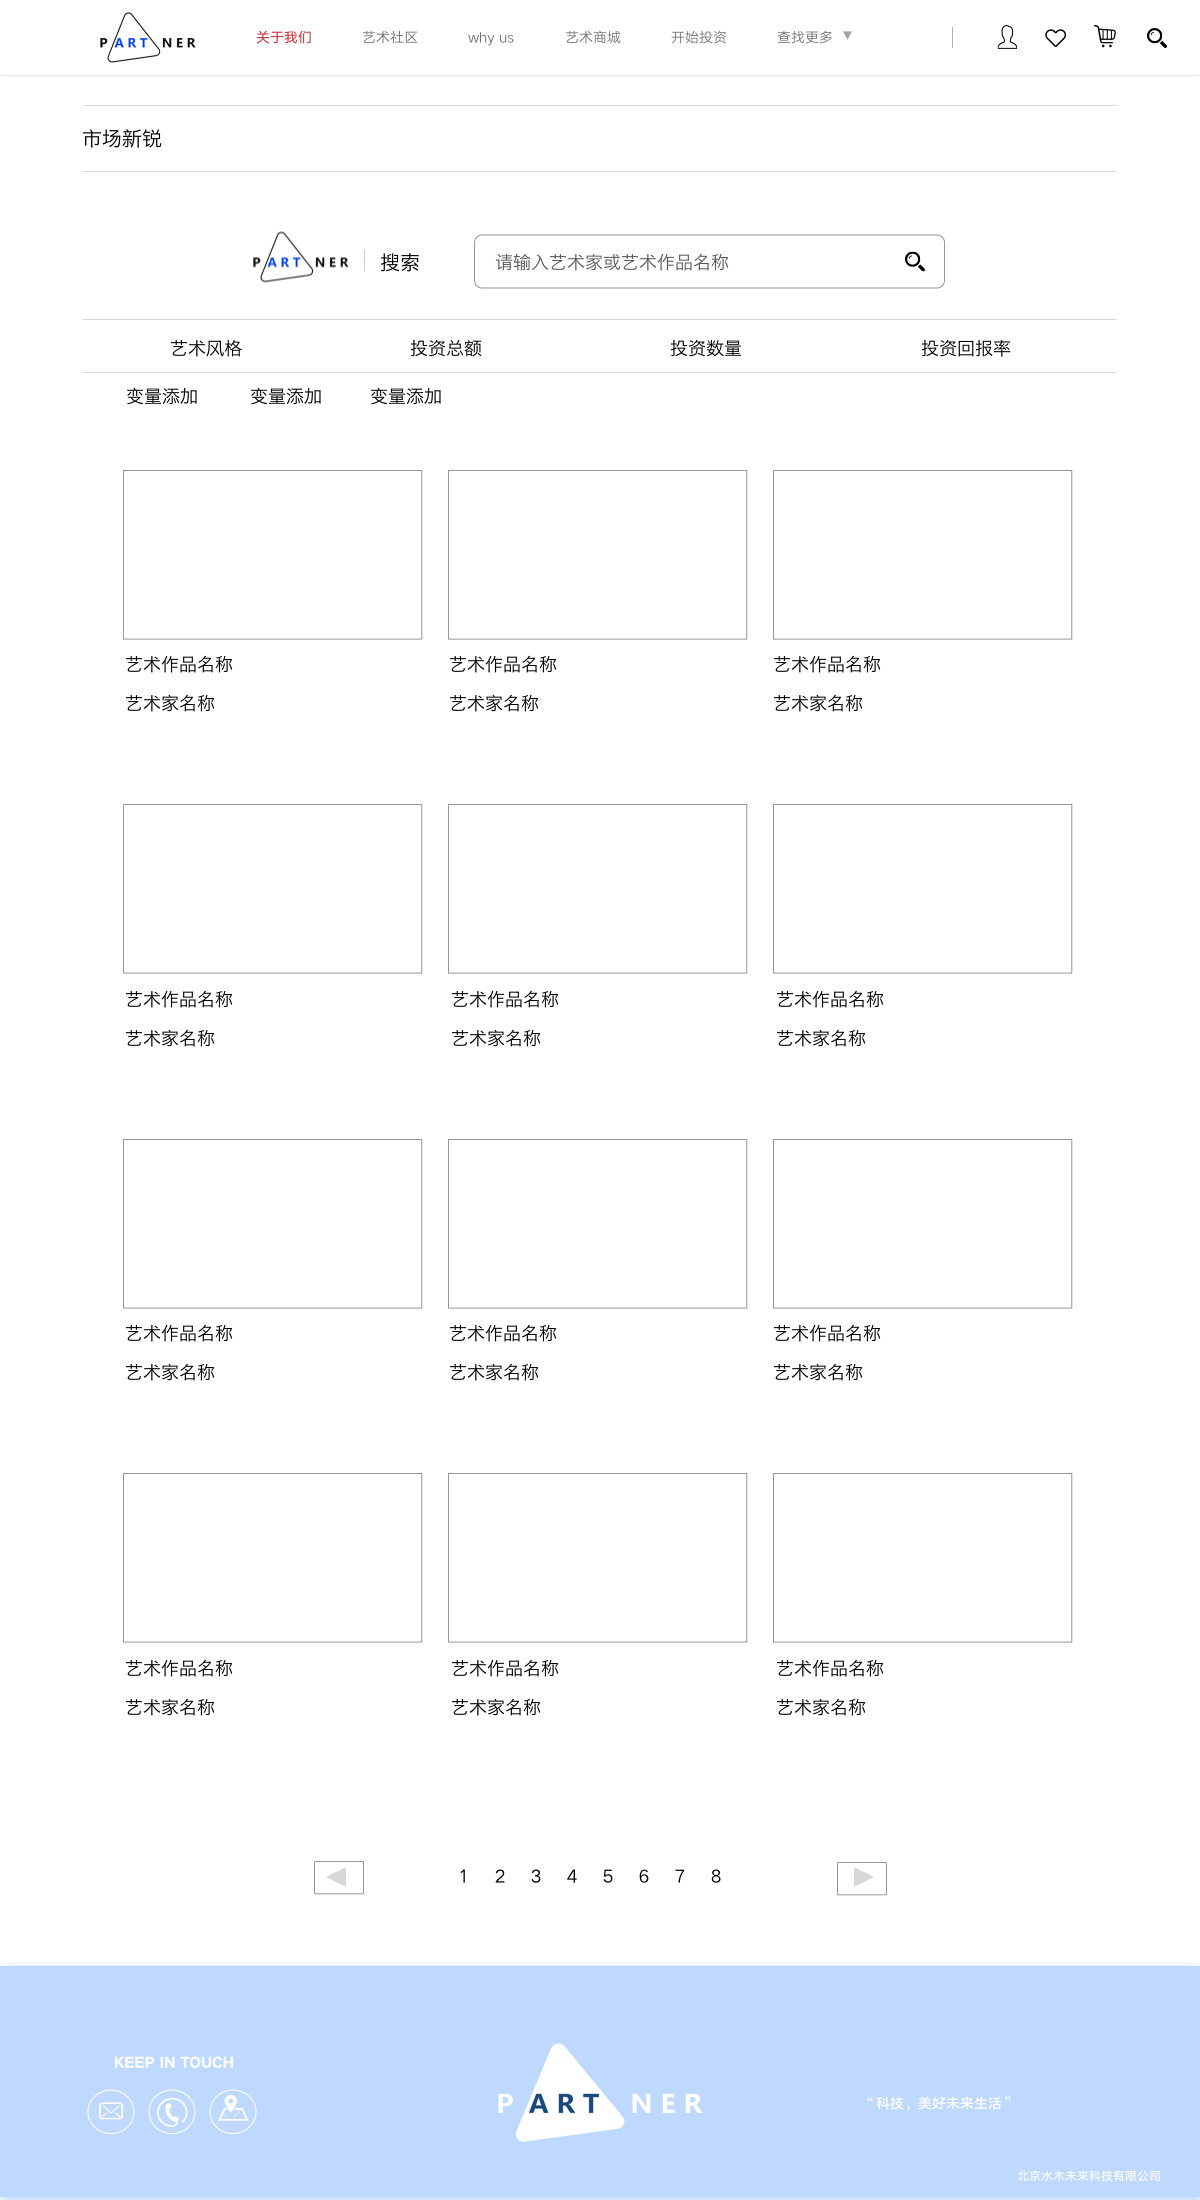 PARTNER 关于我们 艺术社区 why us 艺术商城 开始投资 查找更多 ▼
市场新锐
PARTNER 搜索 请输入艺术家或艺术作品名称
艺术风格 投资总额 投资数量 投资回报率
变量添加 变量添加 变量添加
艺术作品名称 艺术作品名称 艺术作品名称
艺术家名称 艺术家名称 艺术家名称
艺术作品名称 艺术作品名称 艺术作品名称
艺术家名称 艺术家名称 艺术家名称
艺术作品名称 艺术作品名称 艺术作品名称
艺术家名称 艺术家名称 艺术家名称
艺术作品名称 艺术作品名称 艺术作品名称
艺术家名称 艺术家名称 艺术家名称
1 2 3 4 5 6 7 8
KEEP IN TOUCH
PARTNER
“科技，美好未来生活”
北京水木未来科技有限公司